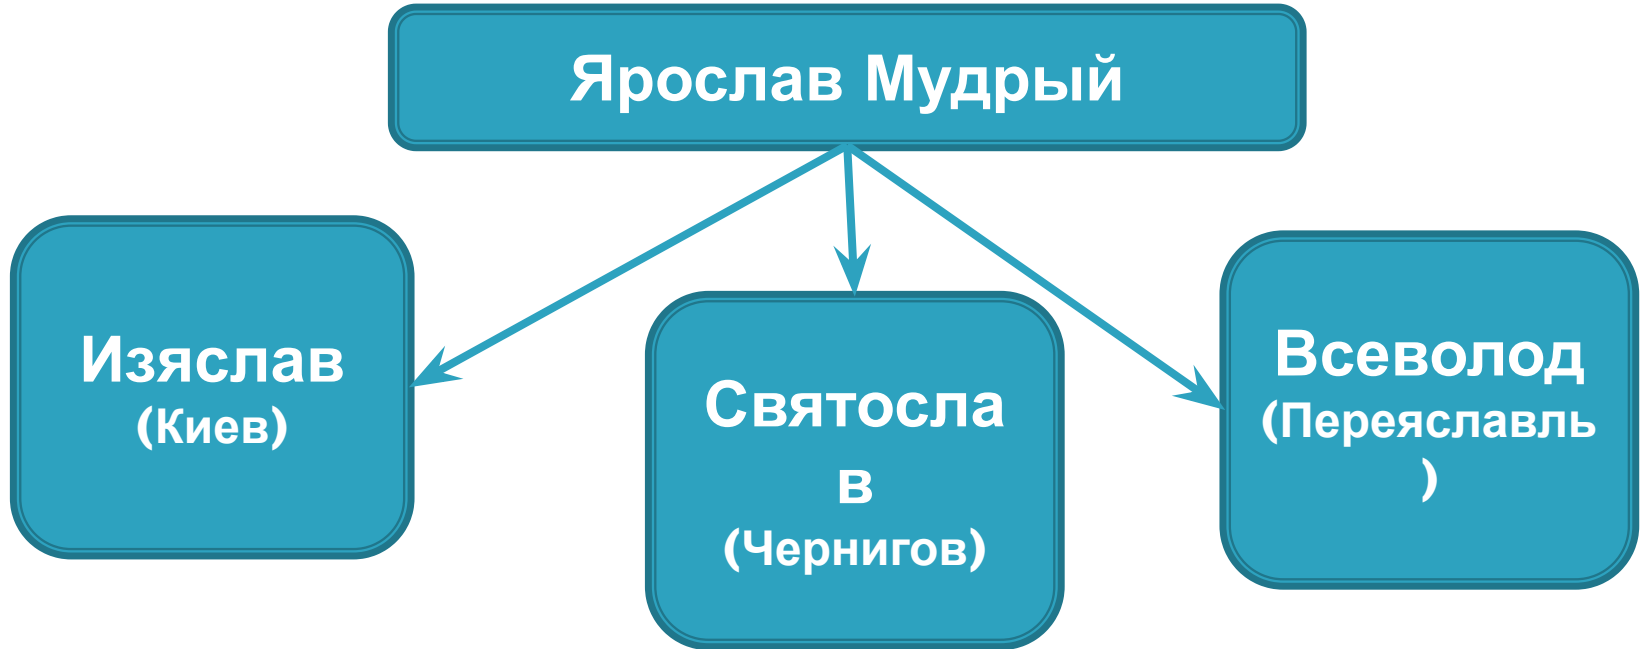 Ярослав Мудрый
Изяслав
(Киев)
Святосла
в
(Чернигов)
Всеволод
(Переяславль
)